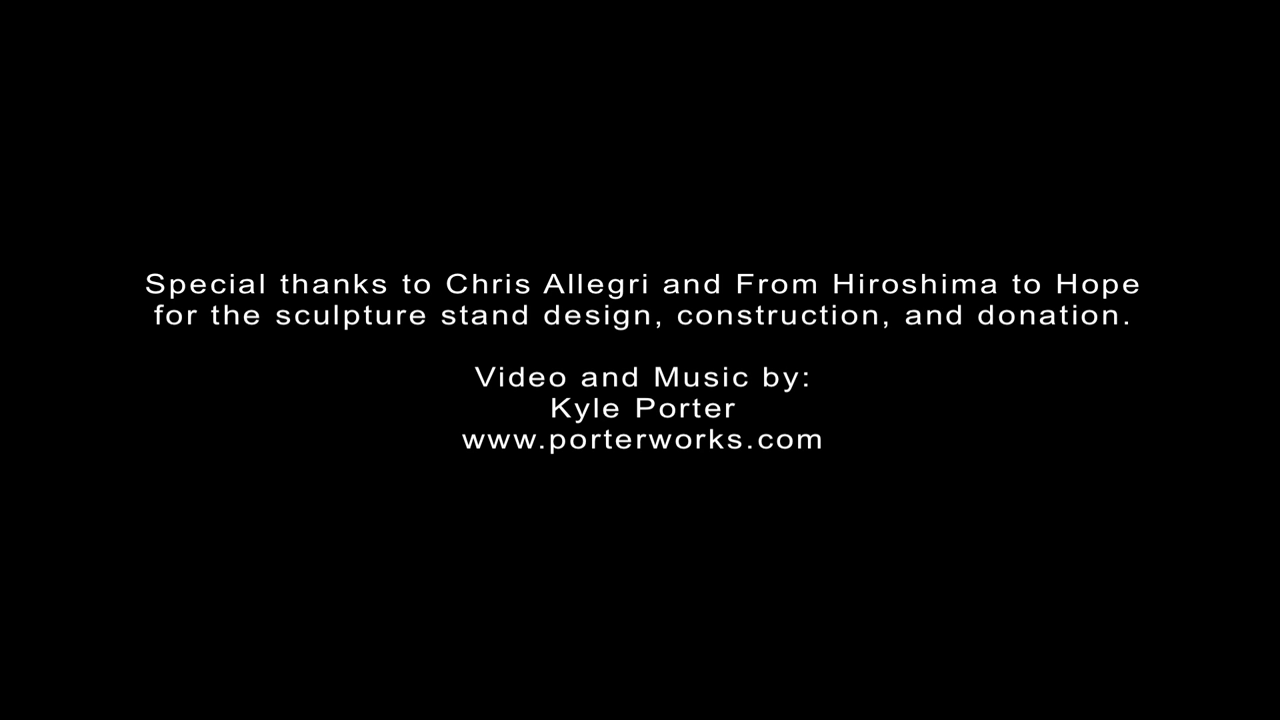 Special thanks to Chris Allegri and From Hiroshima to Hope
for the sculpture stand design, construction, and donation.
Video and Music by:
Kyle Porter
www.porterworks.com